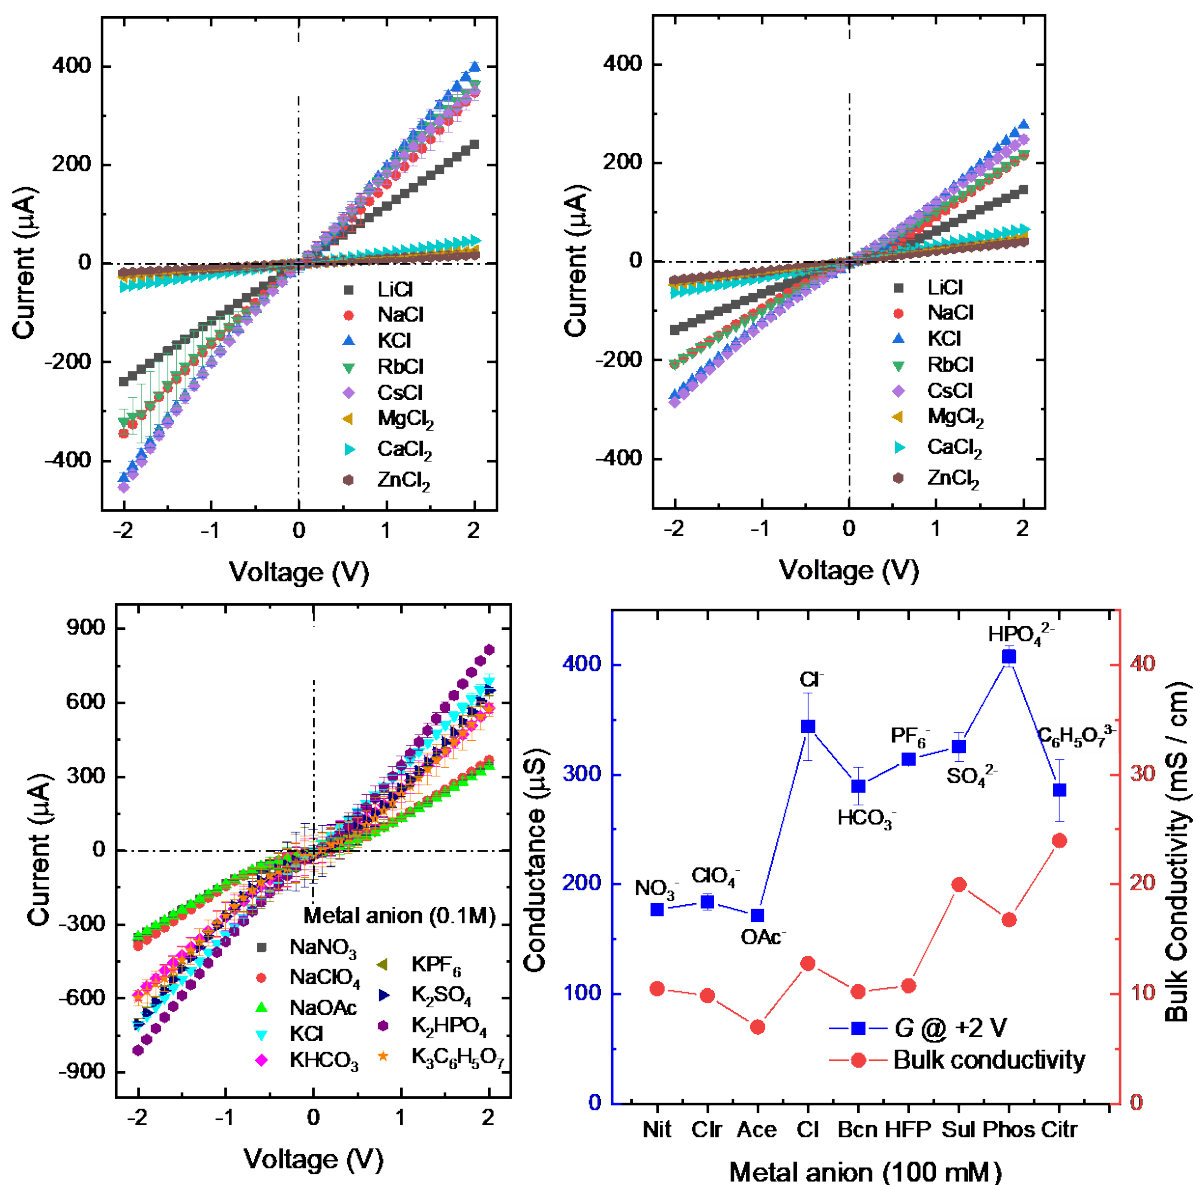 400
200
0
-200
-400
Current (μA)
LiCl
NaCl
KCl
RbCl
CsCl
MgCl₂
CaCl₂
ZnCl₂
-2 -1 0 1 2
Voltage (V)
400
200
0
-200
-400
Current (μA)
LiCl
NaCl
KCl
RbCl
CsCl
MgCl₂
CaCl₂
ZnCl₂
-2 -1 0 1 2
Voltage (V)
900
600
300
0
-300
-600
-900
Current (μA)
Metal anion (0.1M)
NaNO₃
NaClO₄
NaOAc
KCl
KHCO₃
KPF₆
K₂SO₄
K₂HPO₄
K₃C₆H₅O₇
-2 -1 0 1 2
Voltage (V)
400
300
200
100
0
Conductance (μS)
NO₃⁻
ClO₄⁻
OAc⁻
Cl⁻
HCO₃⁻
PF₆⁻
SO₄²⁻
HPO₄²⁻
C₆H₅O₇³⁻
G @ +2 V
Bulk conductivity
40
30
20
10
0
Bulk Conductivity (mS / cm)
Nit Clr Ace Cl Bcn HFP Sul Phos Citr
Metal anion (100 mM)